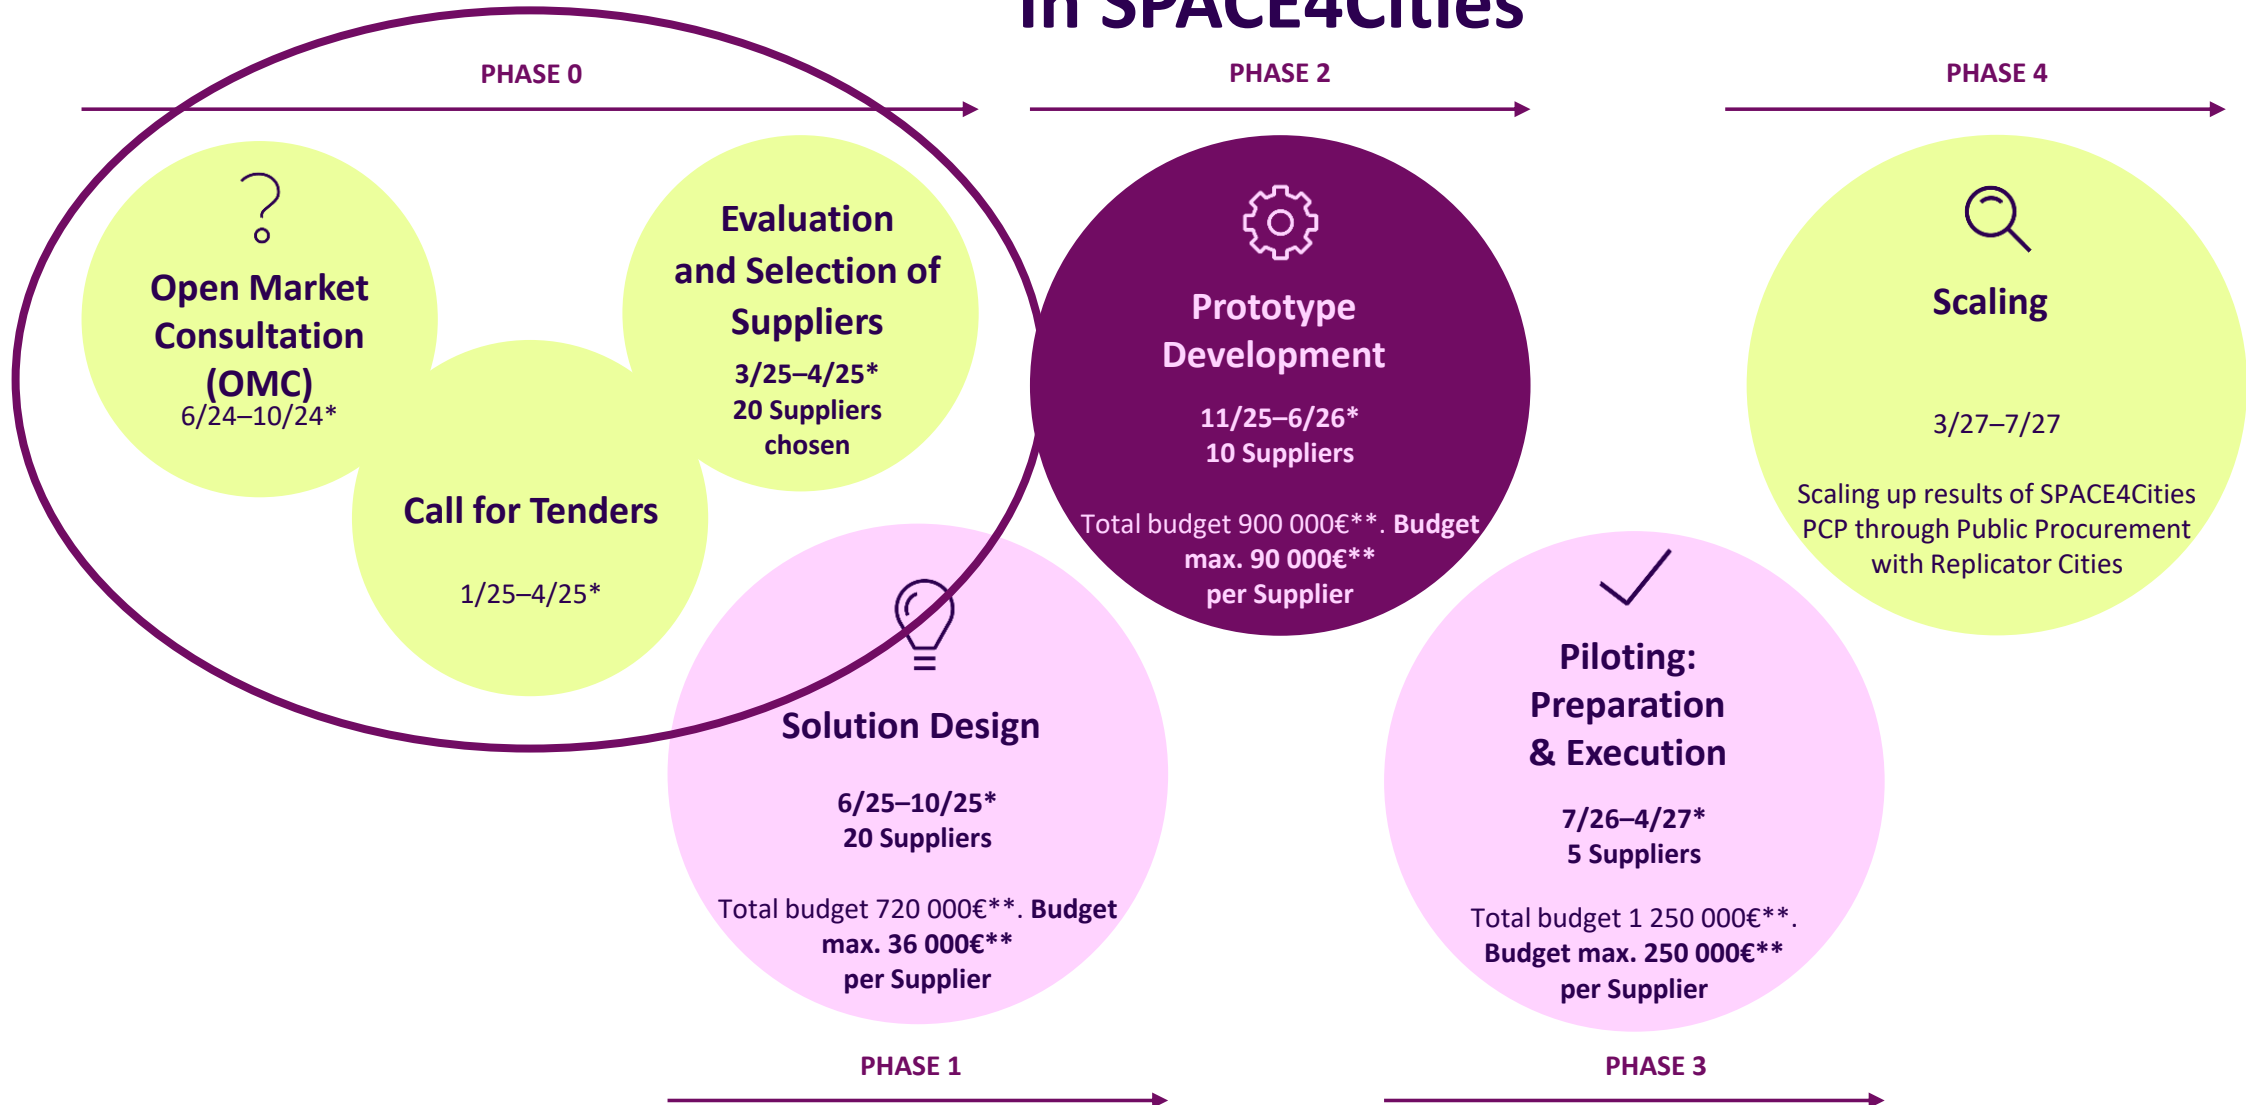 in SPACE4Cities
PHASE 0
Open Market
Consultation
(OMC)
6/24–10/24*
Call for Tenders
1/25–4/25*
Evaluation
and Selection of
Suppliers
3/25–4/25*
20 Suppliers
chosen
PHASE 1
Solution Design
6/25–10/25*
20 Suppliers
Total budget 720 000€**. Budget
max. 36 000€**
per Supplier
PHASE 2
Prototype
Development
11/25–6/26*
10 Suppliers
Total budget 900 000€**. Budget
max. 90 000€**
per Supplier
PHASE 3
Piloting:
Preparation
& Execution
7/26–4/27*
5 Suppliers
Total budget 1 250 000€**.
Budget max. 250 000€**
per Supplier
PHASE 4
Scaling
3/27–7/27
Scaling up results of SPACE4Cities
PCP through Public Procurement
with Replicator Cities